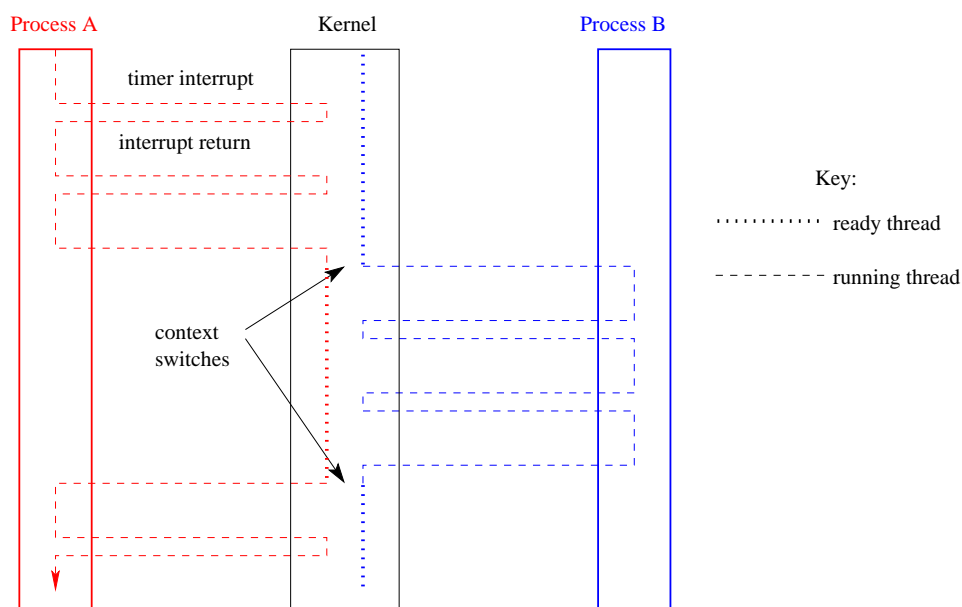 Process A
Kernel
Process B
timer interrupt
interrupt return
Key:
ready thread
running thread
context
switches